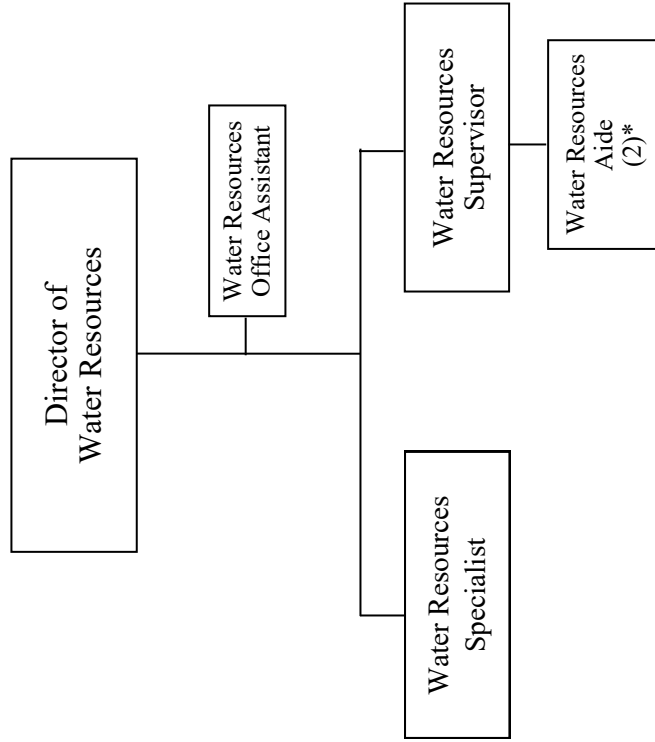 Director of
Water Resources
Water Resources
Office Assistant
Water Resources
Specialist
Water Resources
Supervisor
Water Resources
Aide
(2)*